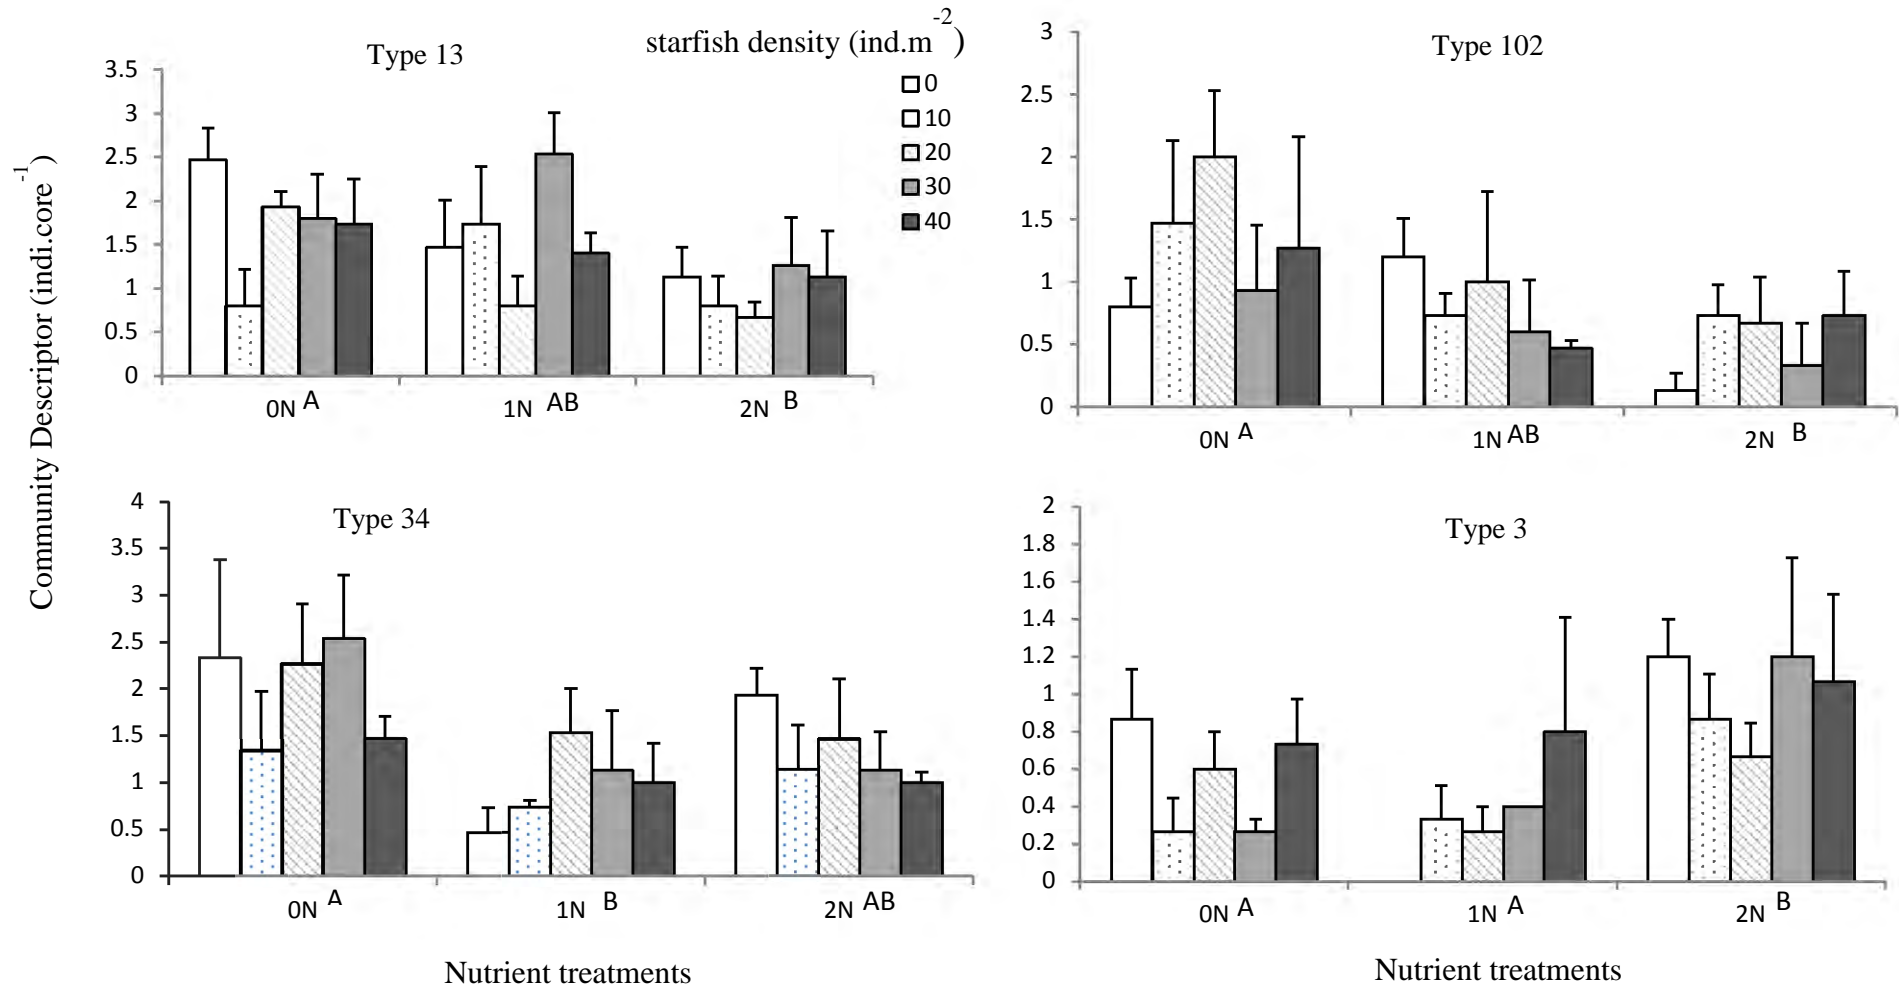 Community Descriptor (indi.core-1)
Type 13
starfish density (ind.m-2)
0
10
20
30
40
3.5
3
2.5
2
1.5
1
0.5
0
0N A
1N AB
2N B
Type 102
3
2.5
2
1.5
1
0.5
0
0N A
1N AB
2N B
Type 34
4
3.5
3
2.5
2
1.5
1
0.5
0
0N A
1N B
2N AB
Nutrient treatments
Type 3
2
1.8
1.6
1.4
1.2
1
0.8
0.6
0.4
0.2
0
0N A
1N A
2N B
Nutrient treatments